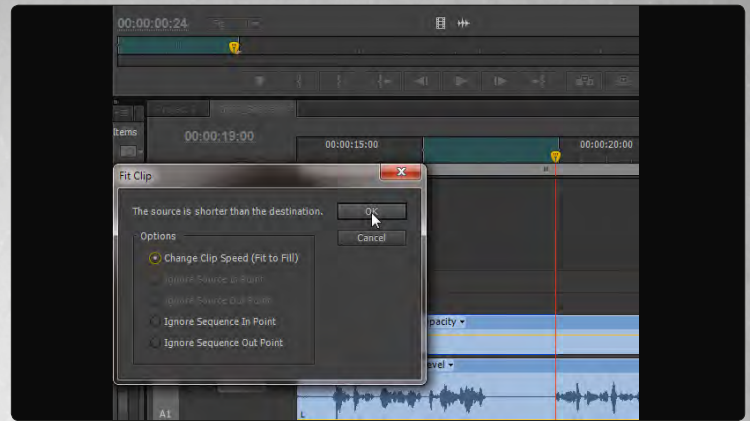 00:00:00:24
Items
00:00:19:00
00:00:15:00
00:00:20:00
Fit Clip
The source is shorter than the destination.
OK
Cancel
Options
Change Clip Speed (Fit to Fill)
Ignore Source In Point
Ignore Source Out Point
Ignore Sequence In Point
Ignore Sequence Out Point
pacity
evel
A1
L